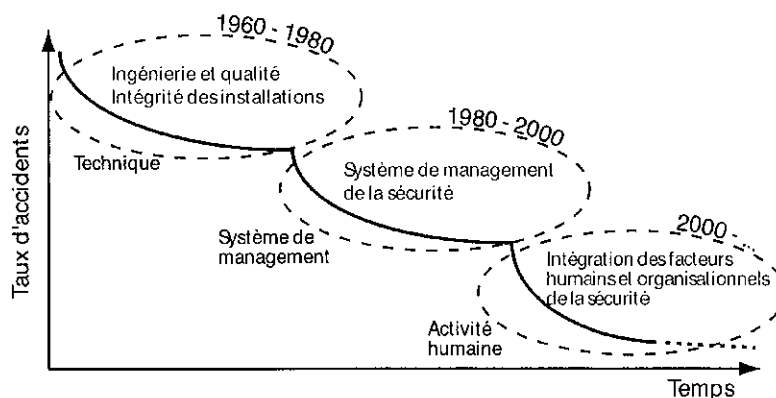 1960 - 1980
Ingénierie et qualité
Intégrité des installations
Technique
1980 - 2000
Système de management
de la sécurité
Système de
management
2000 - ...
Intégration des facteurs
humains et organisationnels
de la sécurité
Activité
humaine
Taux d'accidents
Temps